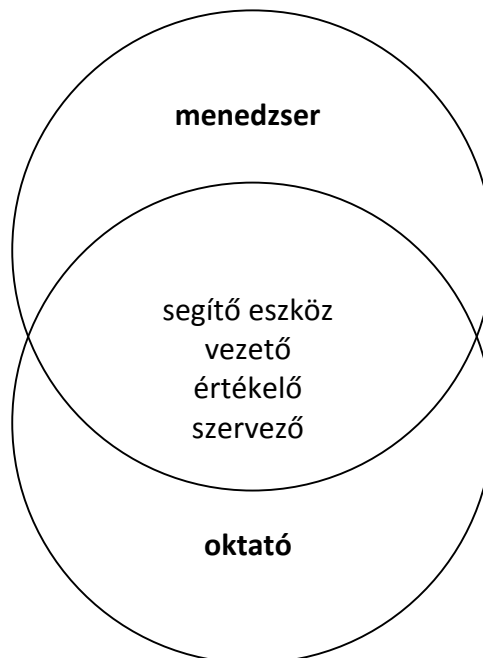 menedzser
segítő eszköz
vezető
értékelő
szervező
oktató